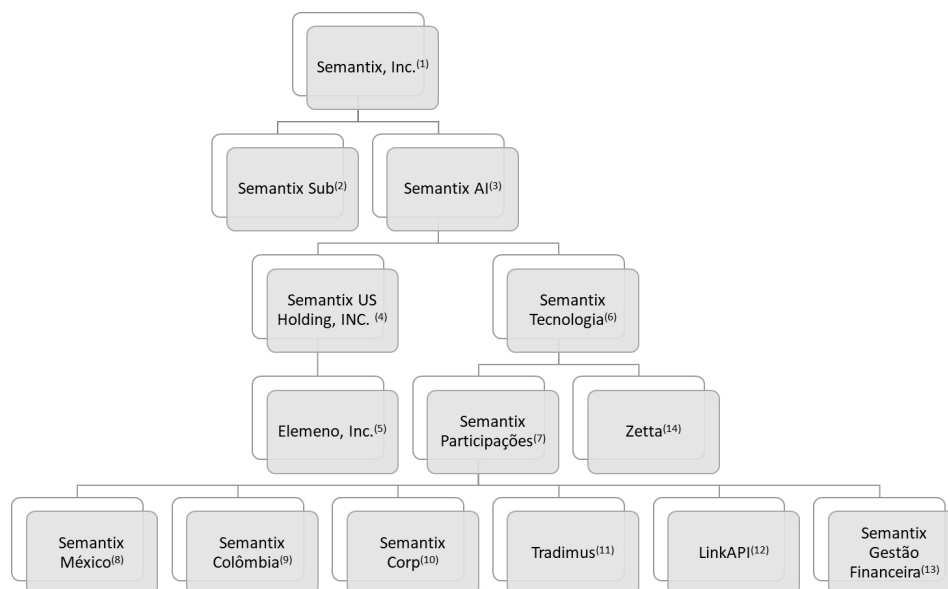 Semantix, Inc.(1)
Semantix Sub(2)
Semantix AI(3)
Semantix US
Holding, INC. (4)
Semantix
Tecnologia(6)
Elemeno, Inc.(5)
Semantix
Participações(7)
Zetta(14)
Semantix
México(8)
Semantix
Colômbia(9)
Semantix
Corp(10)
Tradimus(11)
LinkAPI(12)
Semantix
Gestão
Financeira(13)